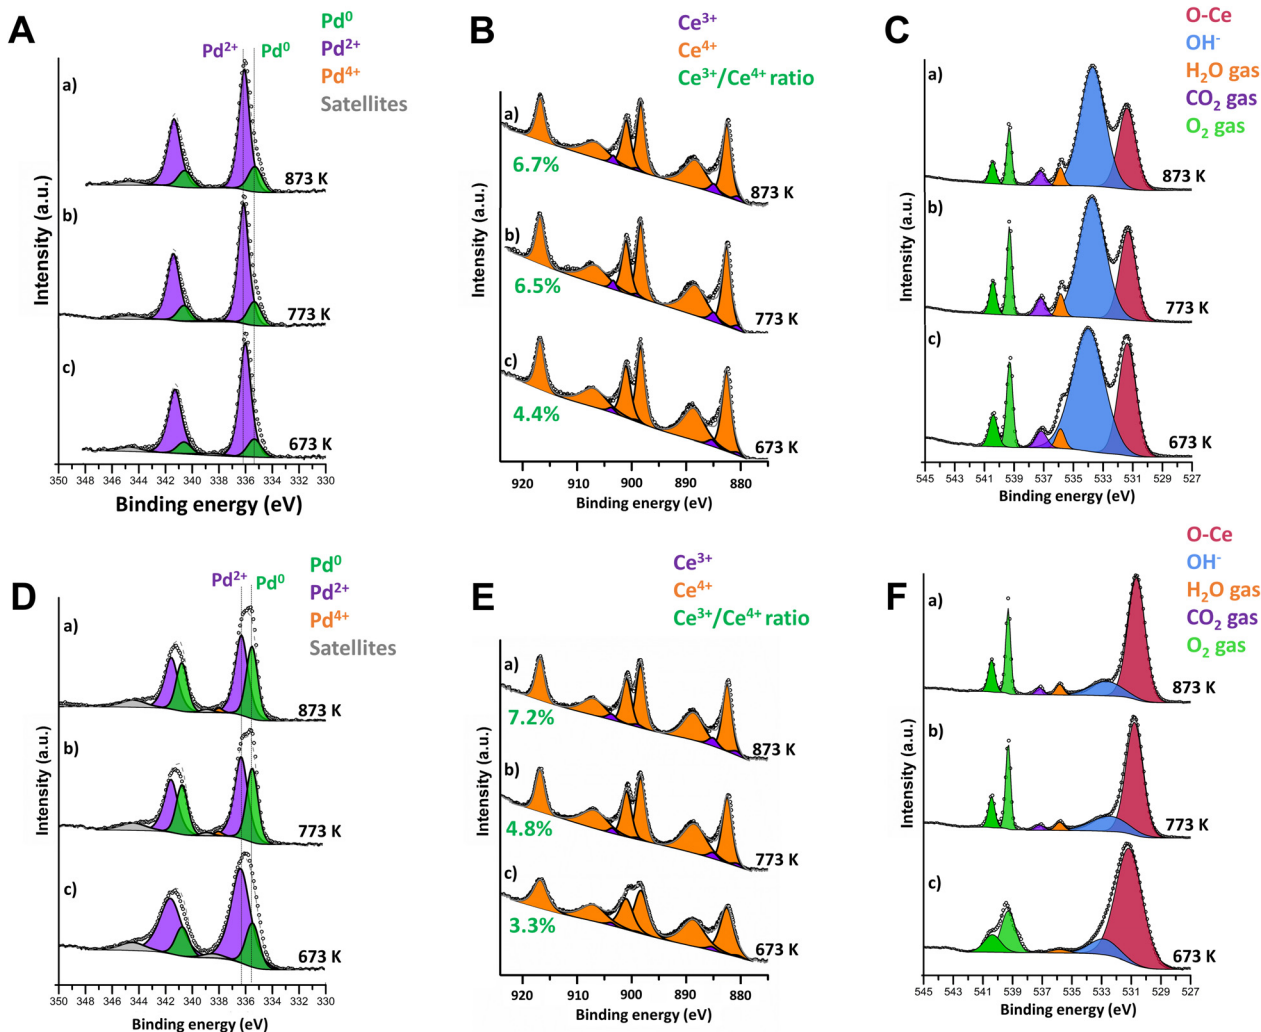 A
Pd⁰
Pd²⁺
Pd⁴⁺
Satellites
Pd²⁺ Pd⁰
a)
873 K
b)
773 K
c)
673 K
Intensity (a.u.)
350 348 346 344 342 340 338 336 334 332 330
Binding energy (eV)
B
Ce³⁺
Ce⁴⁺
Ce³⁺/Ce⁴⁺ ratio
a)
6.7%
873 K
b)
6.5%
773 K
c)
4.4%
673 K
Intensity (a.u.)
920 910 900 890 880
Binding energy (eV)
C
O-Ce
OH⁻
H₂O gas
CO₂ gas
O₂ gas
a)
873 K
b)
773 K
c)
673 K
Intensity (a.u.)
545 543 541 539 537 535 533 531 529 527
Binding energy (eV)
D
Pd⁰
Pd²⁺
Pd⁴⁺
Satellites
Pd²⁺ Pd⁰
a)
873 K
b)
773 K
c)
673 K
Intensity (a.u.)
350 348 346 344 342 340 338 336 334 332 330
Binding energy (eV)
E
Ce³⁺
Ce⁴⁺
Ce³⁺/Ce⁴⁺ ratio
a)
7.2%
873 K
b)
4.8%
773 K
c)
3.3%
673 K
Intensity (a.u.)
920 910 900 890 880
Binding energy (eV)
F
O-Ce
OH⁻
H₂O gas
CO₂ gas
O₂ gas
a)
873 K
b)
773 K
c)
673 K
Intensity (a.u.)
545 543 541 539 537 535 533 531 529 527
Binding energy (eV)